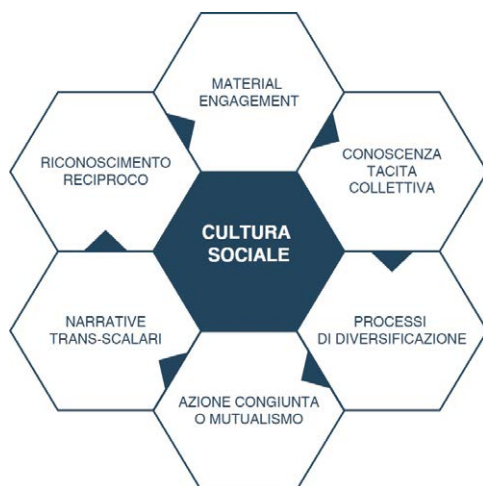 MATERIAL
ENGAGEMENT
RICONOSCIMENTO
RECIPROCO
CONOSCENZA
TACITA
COLLETTIVA
CULTURA
SOCIALE
NARRATIVE
TRANS-SCALARI
PROCESSI
DI DIVERSIFICAZIONE
AZIONE CONGIUNTA
O MUTUALISMO